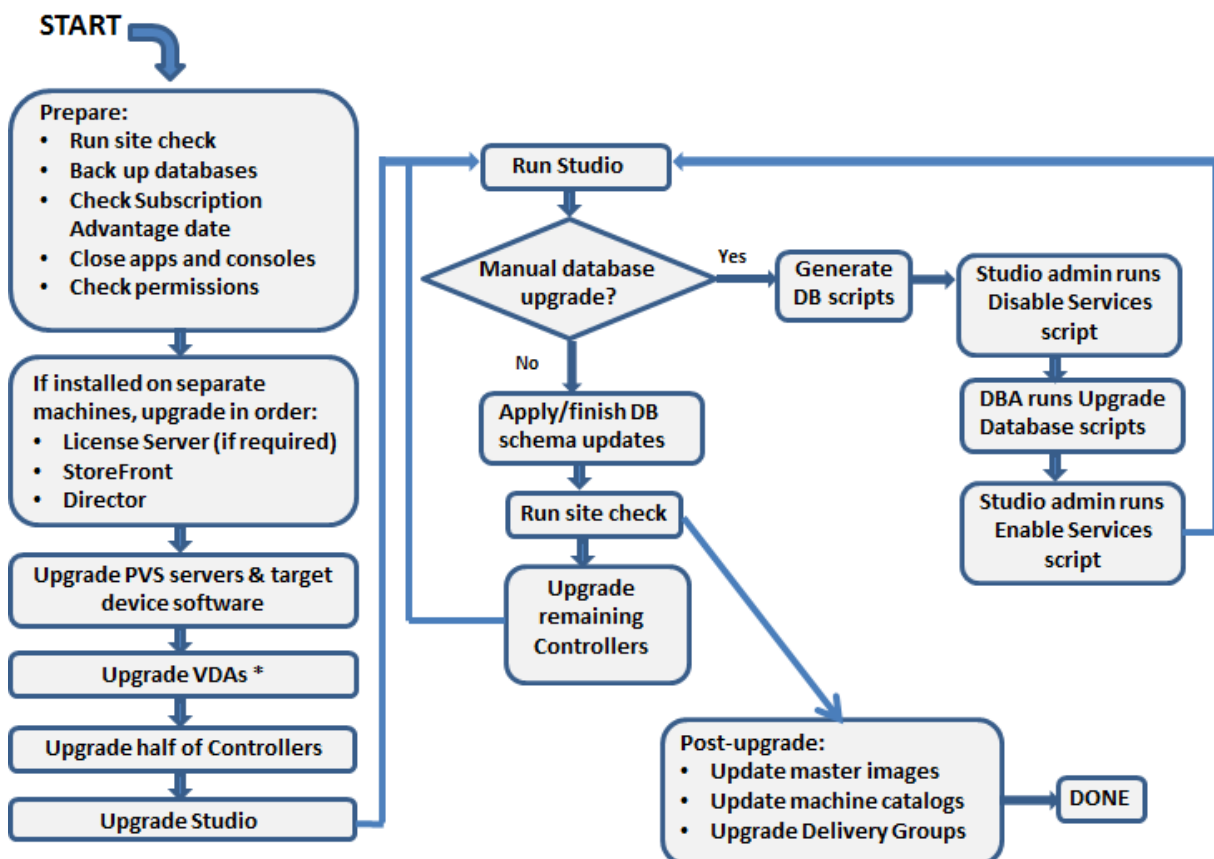 START
Prepare:
• Run site check
• Back up databases
• Check Subscription
Advantage date
• Close apps and consoles
• Check permissions
If installed on separate
machines, upgrade in order:
• License Server (if required)
• StoreFront
• Director
Upgrade PVS servers & target
device software
Upgrade VDAs *
Upgrade half of Controllers
Upgrade Studio
Run Studio
Manual database
upgrade?
Yes
Generate
DB scripts
Studio admin runs
Disable Services
script
DBA runs Upgrade
Database scripts
Studio admin runs
Enable Services
script
No
Apply/finish DB
schema updates
Run site check
Upgrade
remaining
Controllers
Post-upgrade:
• Update master images
• Update machine catalogs
• Upgrade Delivery Groups
DONE